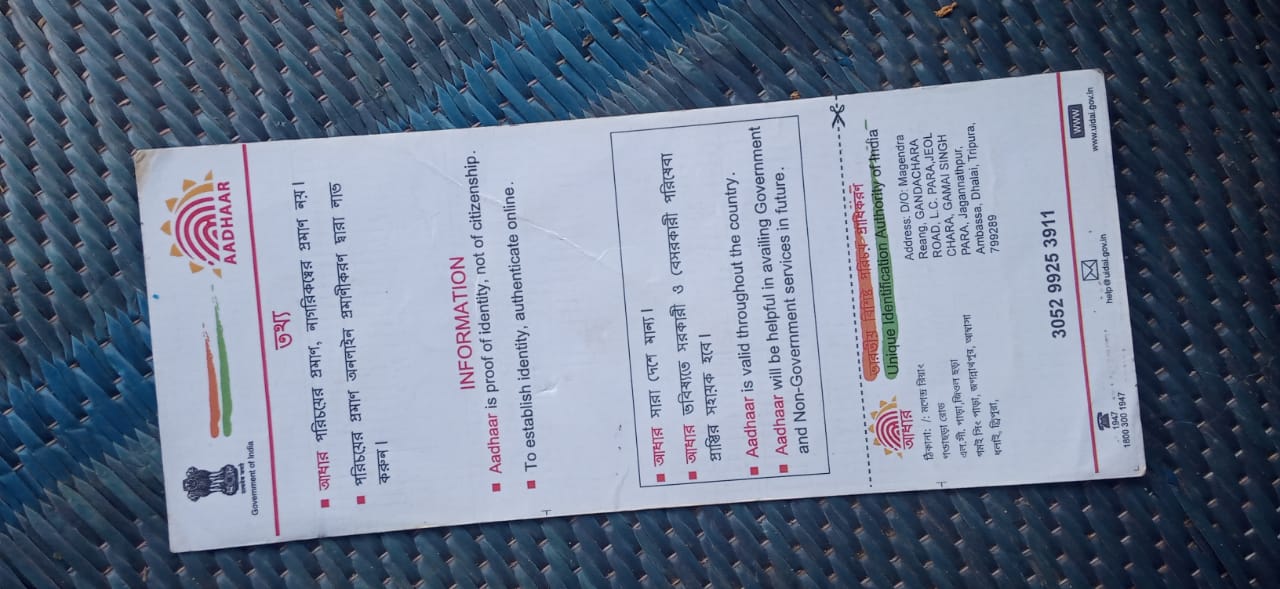 सत्यमेव जयते
Government of India
AADHAAR
তথ্য
আধার পরিচয়ের প্রমাণ, নাগরিকত্বের প্রমাণ নয়।
পরিচয়ের প্রমাণ অনলাইন প্রমাণীকরণ দ্বারা লাভ
করুন।
INFORMATION
Aadhaar is proof of identity, not of citizenship.
To establish identity, authenticate online.
আধার সারা দেশে মান্য।
আধার ভবিষ্যতে সরকারী ও বেসরকারী পরিষেবা
প্রাপ্তির সহায়ক হবে।
Aadhaar is valid throughout the country.
Aadhaar will be helpful in availing Government
and Non-Government services in future.
আধার
ভারতীয় বিশিষ্ট পরিচয় প্রাধিকরণ
Unique Identification Authority of India
ঠিকানা: /: মগেন্দ্র রিয়াং
গন্ডাছড়া রোড
এল.সী. পাড়া,জিওল ছড়া
গামাই সিং পাড়া, জগন্নাথপুর, আম্বাসা
ধলাই, ত্রিপুরা,
Address: D/O: Magendra
Reang, GANDACHARA
ROAD, L.C. PARA,JEOL
CHARA, GAMAI SINGH
PARA, Jagannathpur,
Ambassa, Dhalai, Tripura,
799289
3052 9925 3911
1947
1800 300 1947
help@uidai.gov.in
www
www.uidai.gov.in